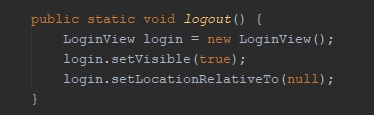 public static void logout() {
    LoginView login = new LoginView();
    login.setVisible(true);
    login.setLocationRelativeTo(null);
}